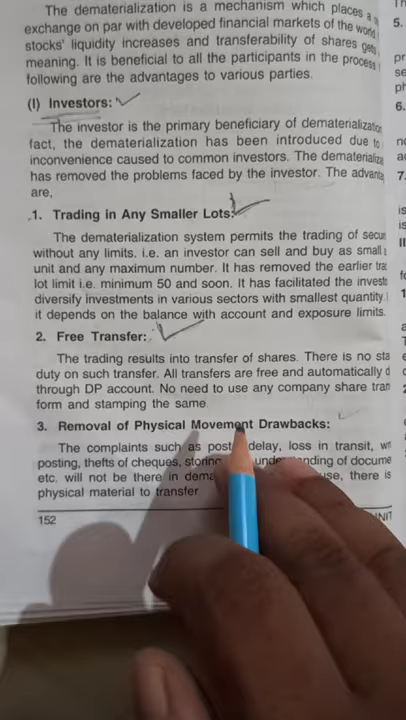 The dematerialization is a mechanism which places a
exchange on par with developed financial markets of the world
stocks' liquidity increases and transferability of shares gets
meaning. It is beneficial to all the participants in the process
following are the advantages to various parties.
(I) Investors:
The investor is the primary beneficiary of dematerialization
fact, the dematerialization has been introduced due to
inconvenience caused to common investors. The
has removed the problems faced by the investor. The
are,
1. Trading in Any Smaller Lots:
The dematerialization system permits the trading of
without any limits. i.e. an investor can sell and buy as small
unit and any maximum number. It has removed the earlier
lot limit i.e. minimum 50 and soon. It has facilitated the
diversify investments in various sectors with smallest quantity
it depends on the balance with account and exposure limits.
2. Free Transfer:
The trading results into transfer of shares. There is no
duty on such transfer. All transfers are free and automatically
through DP account. No need to use any company share
form and stamping the same.
3. Removal of Physical Movement Drawbacks:
The complaints such as delay, loss in transit,
posting, thefts of cheques, of
etc. will not be there in there is
physical material to transfer
152
5.
6.
7.